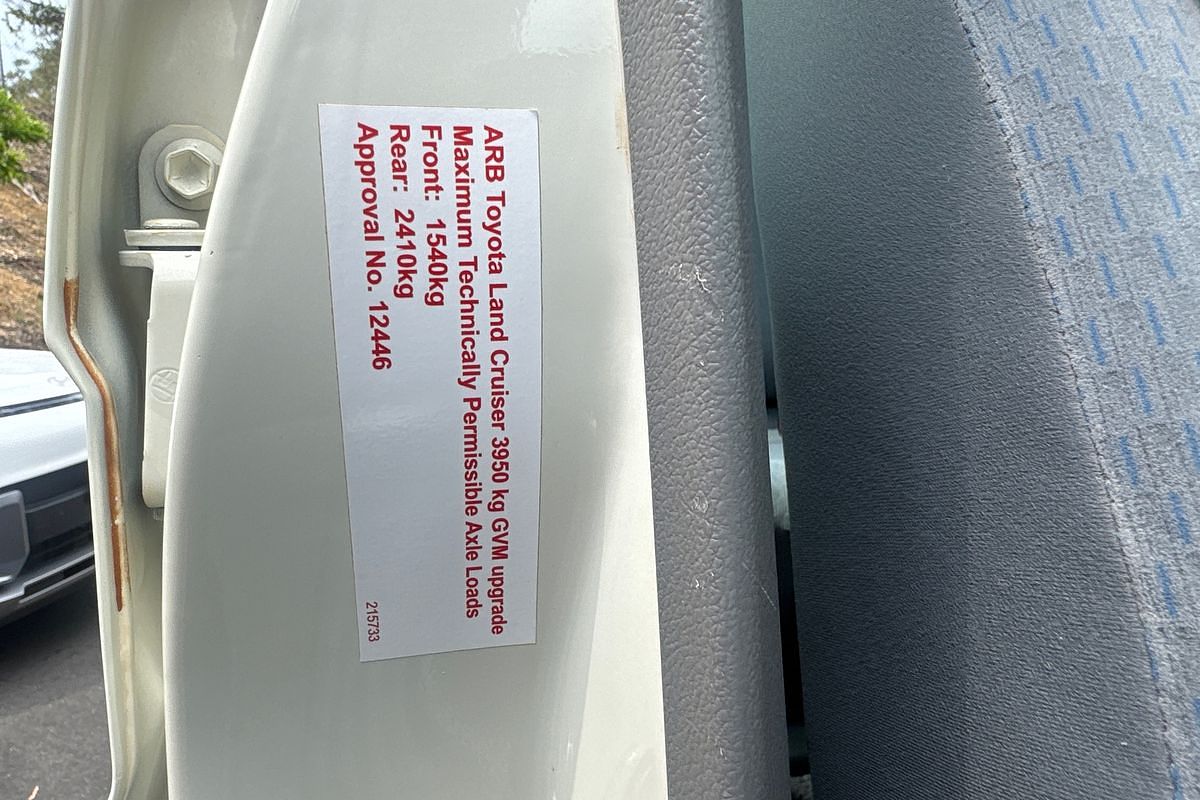 ARB Toyota Land Cruiser 3950 kg GVM upgrade
Maximum Technically Permissible Axle Loads
Front: 1540kg
Rear: 2410kg
Approval No. 12446
215733